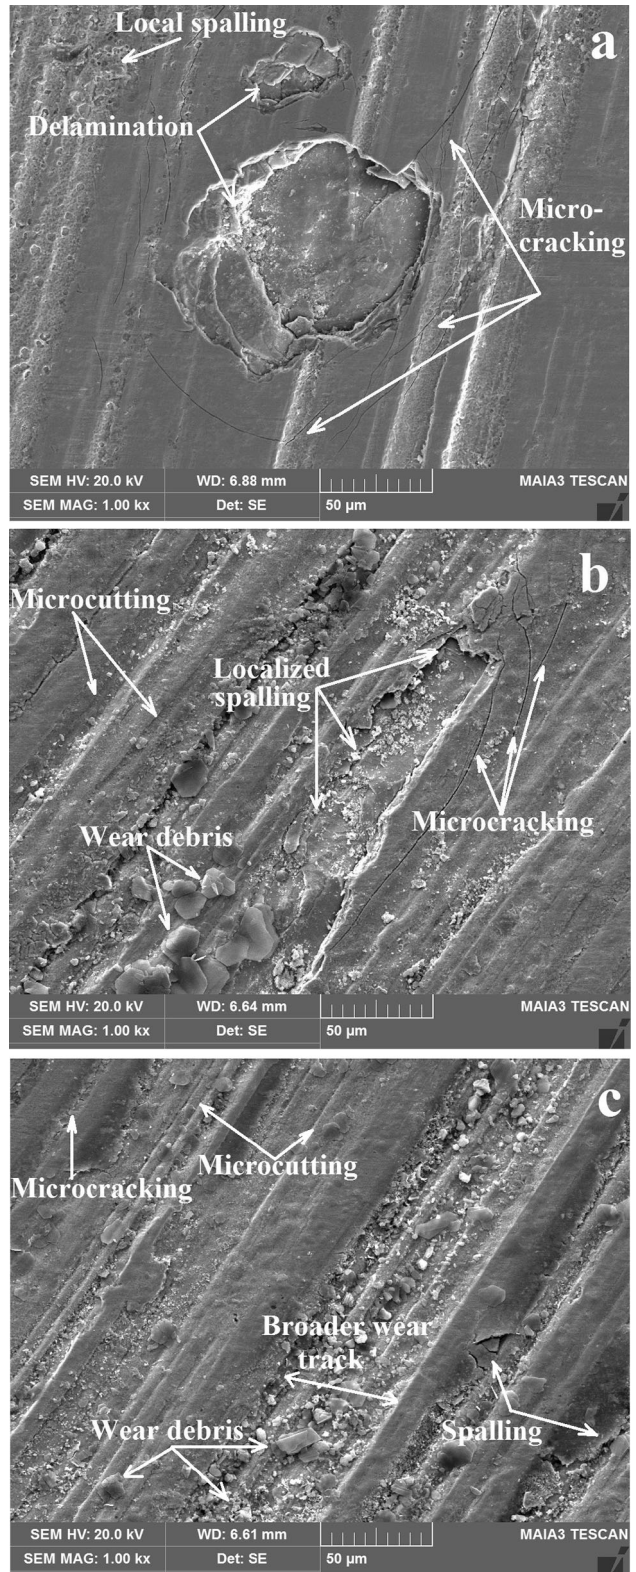 Local spalling
a
Delamination
Micro-
cracking
SEM HV: 20.0 kV
WD: 6.88 mm
MAIA3 TESCAN
SEM MAG: 1.00 kx
Det: SE
50 µm
b
Microcutting
Localized
spalling
Microcracking
Wear debris
SEM HV: 20.0 kV
WD: 6.64 mm
MAIA3 TESCAN
SEM MAG: 1.00 kx
Det: SE
50 µm
c
Microcutting
Microcracking
Broader wear
track
Wear debris
Spalling
SEM HV: 20.0 kV
WD: 6.61 mm
MAIA3 TESCAN
SEM MAG: 1.00 kx
Det: SE
50 µm